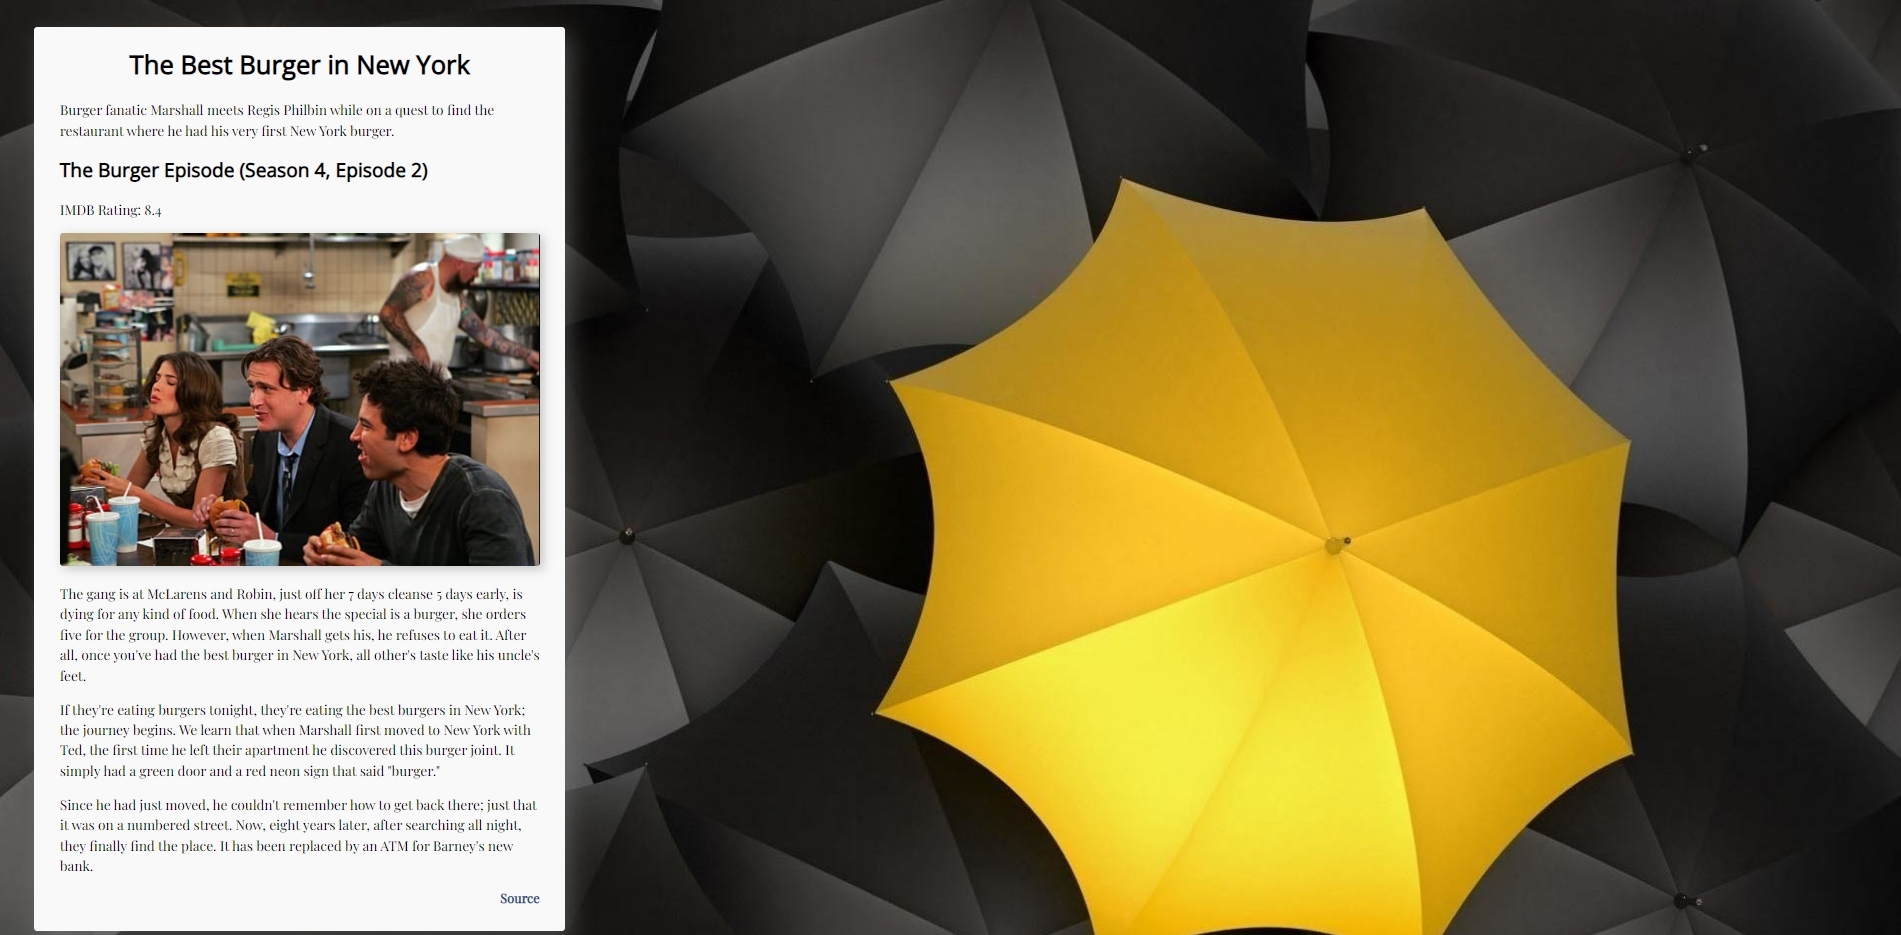 The Best Burger in New York
Burger fanatic Marshall meets Regis Philbin while on a quest to find the
restaurant where he had his very first New York burger.
The Burger Episode (Season 4, Episode 2)
IMDB Rating: 8.4
The gang is at McLarens and Robin, just off her 7 days cleanse 5 days early, is
dying for any kind of food. When she hears the special is a burger, she orders
five for the group. However, when Marshall gets his, he refuses to eat it. After
all, once you've had the best burger in New York, all other's taste like his uncle's
feet.
If they're eating burgers tonight, they're eating the best burgers in New York;
the journey begins. We learn that when Marshall first moved to New York with
Ted, the first time he left their apartment he discovered this burger joint. It
simply had a green door and a red neon sign that said "burger."
Since he had just moved, he couldn't remember how to get back there; just that
it was on a numbered street. Now, eight years later, after searching all night,
they finally find the place. It has been replaced by an ATM for Barney's new
bank.
Source